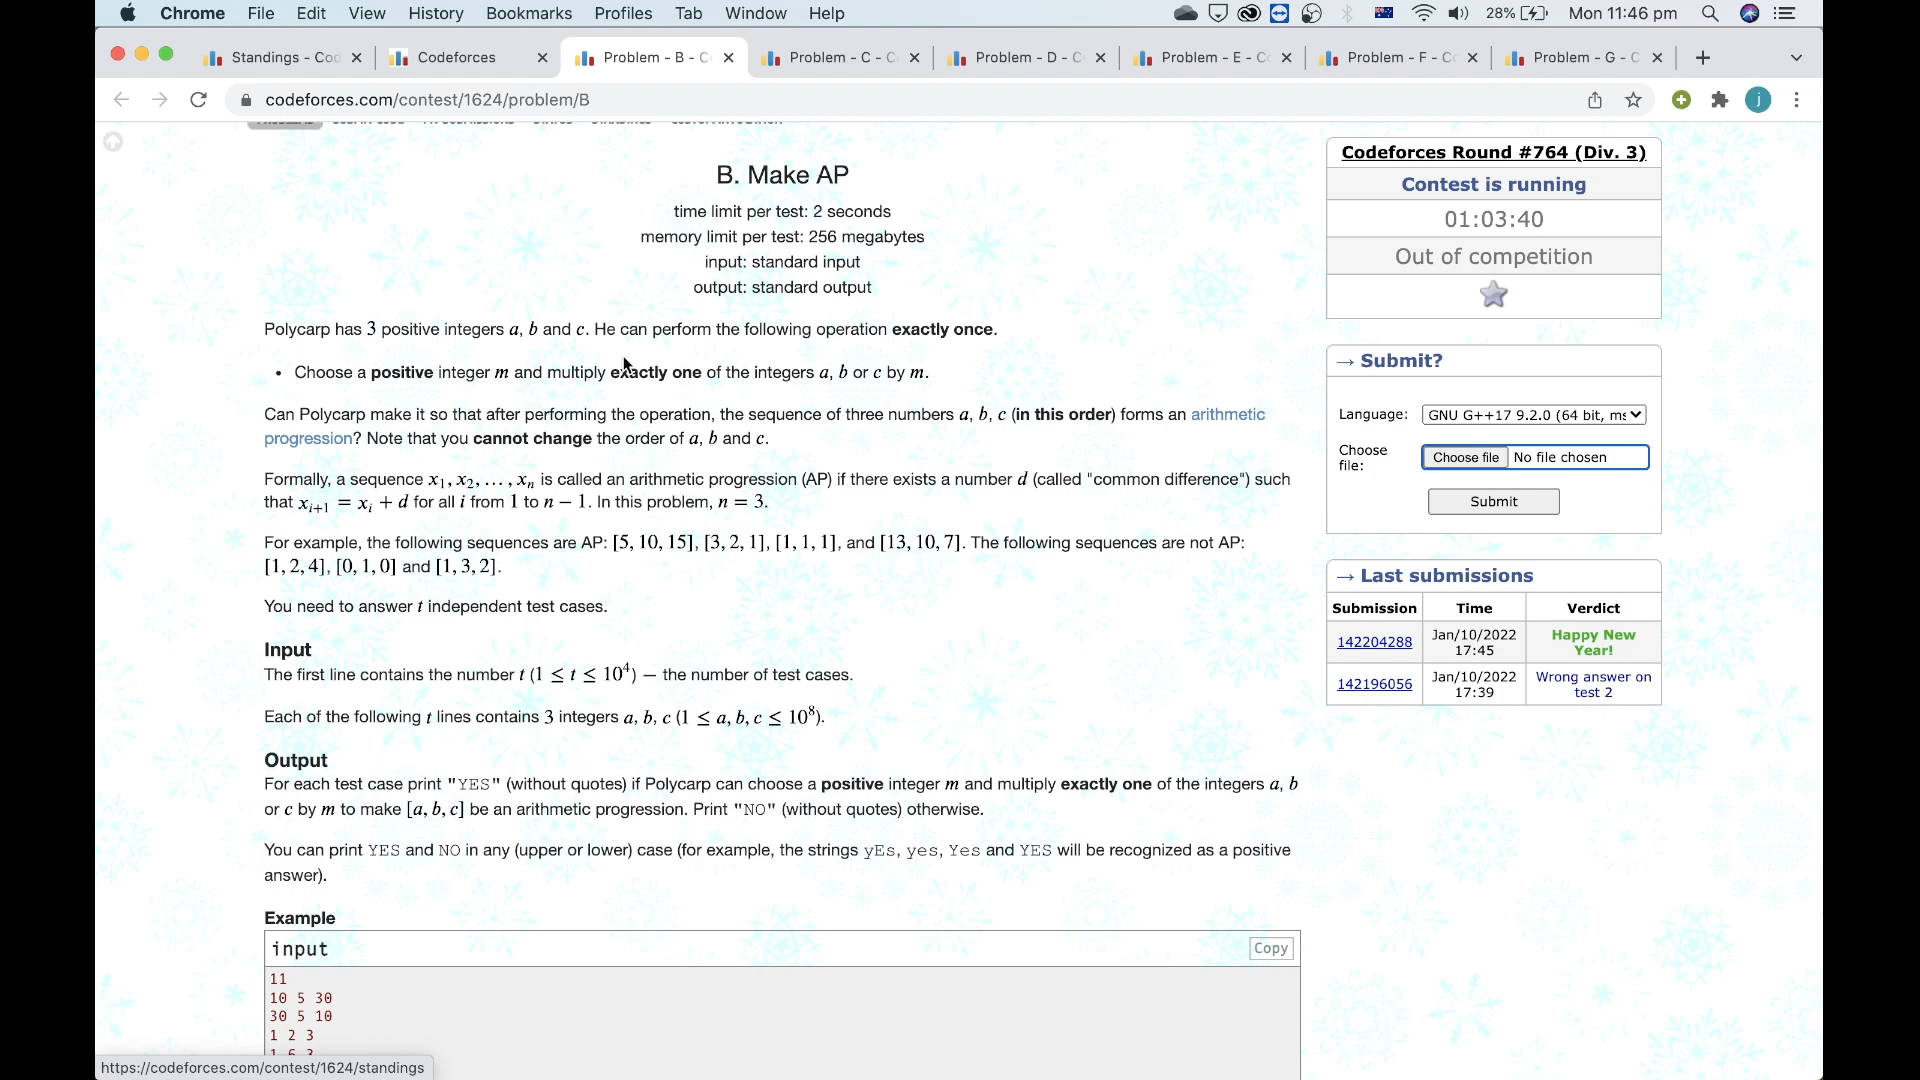 Chrome File Edit View History Bookmarks Profiles Tab Window Help 28% Mon 11:46 pm
Standings - Coo Codeforces Problem - B - C Problem - C - C Problem - D - C Problem - E - Co Problem - F - Co Problem - G - C
codeforces.com/contest/1624/problem/B j
B. Make AP
time limit per test: 2 seconds
memory limit per test: 256 megabytes
input: standard input
output: standard output
Polycarp has 3 positive integers a, b and c. He can perform the following operation exactly once.
• Choose a positive integer m and multiply exactly one of the integers a, b or c by m.
Can Polycarp make it so that after performing the operation, the sequence of three numbers a, b, c (in this order) forms an arithmetic
progression? Note that you cannot change the order of a, b and c.
Formally, a sequence x₁, x₂, …, xₙ is called an arithmetic progression (AP) if there exists a number d (called "common difference") such
that xᵢ₊₁ = xᵢ + d for all i from 1 to n − 1. In this problem, n = 3.
For example, the following sequences are AP: [5, 10, 15], [3, 2, 1], [1, 1, 1], and [13, 10, 7]. The following sequences are not AP:
[1, 2, 4], [0, 1, 0] and [1, 3, 2].
You need to answer t independent test cases.
Input
The first line contains the number t (1 ≤ t ≤ 10⁴) — the number of test cases.
Each of the following t lines contains 3 integers a, b, c (1 ≤ a, b, c ≤ 10⁸).
Output
For each test case print "YES" (without quotes) if Polycarp can choose a positive integer m and multiply exactly one of the integers a, b
or c by m to make [a, b, c] be an arithmetic progression. Print "NO" (without quotes) otherwise.
You can print YES and NO in any (upper or lower) case (for example, the strings yEs, yes, Yes and YES will be recognized as a positive
answer).
Example
input Copy
11
10 5 30
30 5 10
1 2 3
1 6 3
https://codeforces.com/contest/1624/standings
Codeforces Round #764 (Div. 3)
Contest is running
01:03:40
Out of competition
→ Submit?
Language: GNU G++17 9.2.0 (64 bit, ms
Choose file: Choose file No file chosen
Submit
→ Last submissions
Submission Time Verdict
142204288 Jan/10/2022 17:45 Happy New Year!
142196056 Jan/10/2022 17:39 Wrong answer on test 2